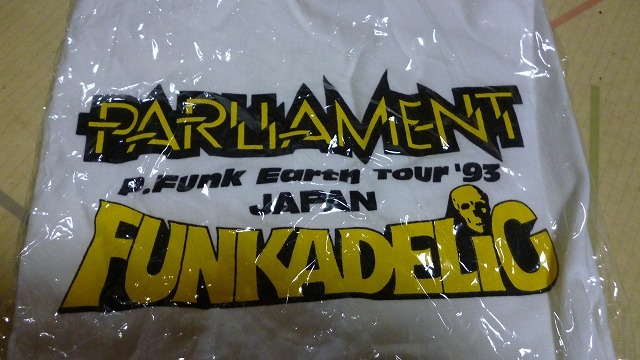 PARLIAMENT
P.Funk Earth Tour '93
JAPAN
FUNKADELiC